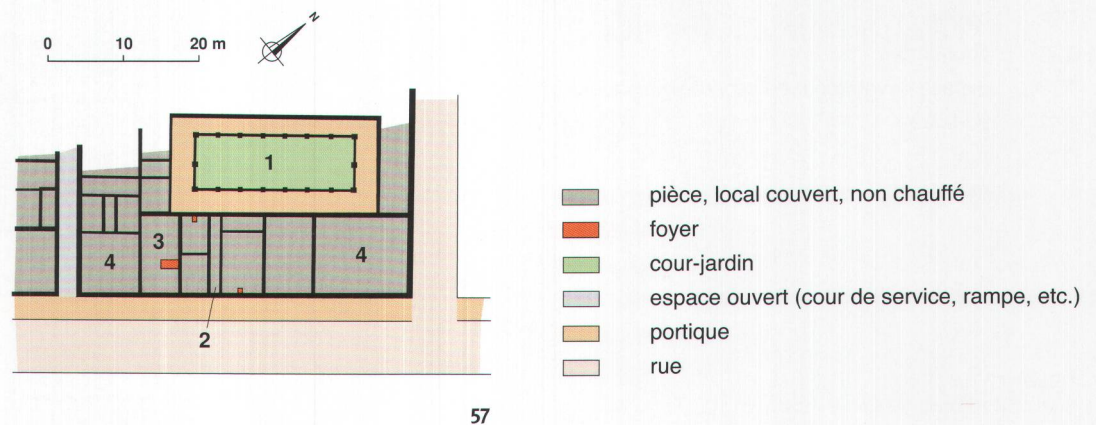 N
0 10 20 m
1
3
4
4
2
pièce, local couvert, non chauffé
foyer
cour-jardin
espace ouvert (cour de service, rampe, etc.)
portique
rue
57